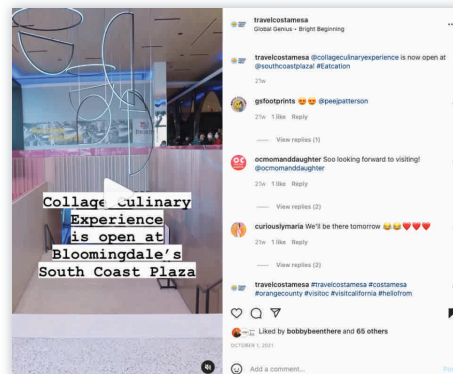 Collage Culinary
Experience
is open at
Bloomingdale's
South Coast Plaza
travelcostamesa
Global Genius • Bright Beginning
travelcostamesa @collageculinaryexperience is now open at
@southcoastplaza! #Eatcation
21w
gsfootprints 😍 😍 @peejpatterson
21w 1 like Reply
View replies (1)
ocmomanddaughter Soo looking forward to visiting!
@ocmomanddaughter
21w 1 like Reply
View replies (2)
curiouslymaria We'll be there tomorrow 😂😂❤️❤️❤️
21w 1 like Reply
View replies (2)
travelcostamesa #travelcostamesa #costamesa
#orangecounty #visitoc #visitcalifornia #hellofrom
Liked by bobbybeenthere and 65 others
OCTOBER 1, 2021
Add a comment...